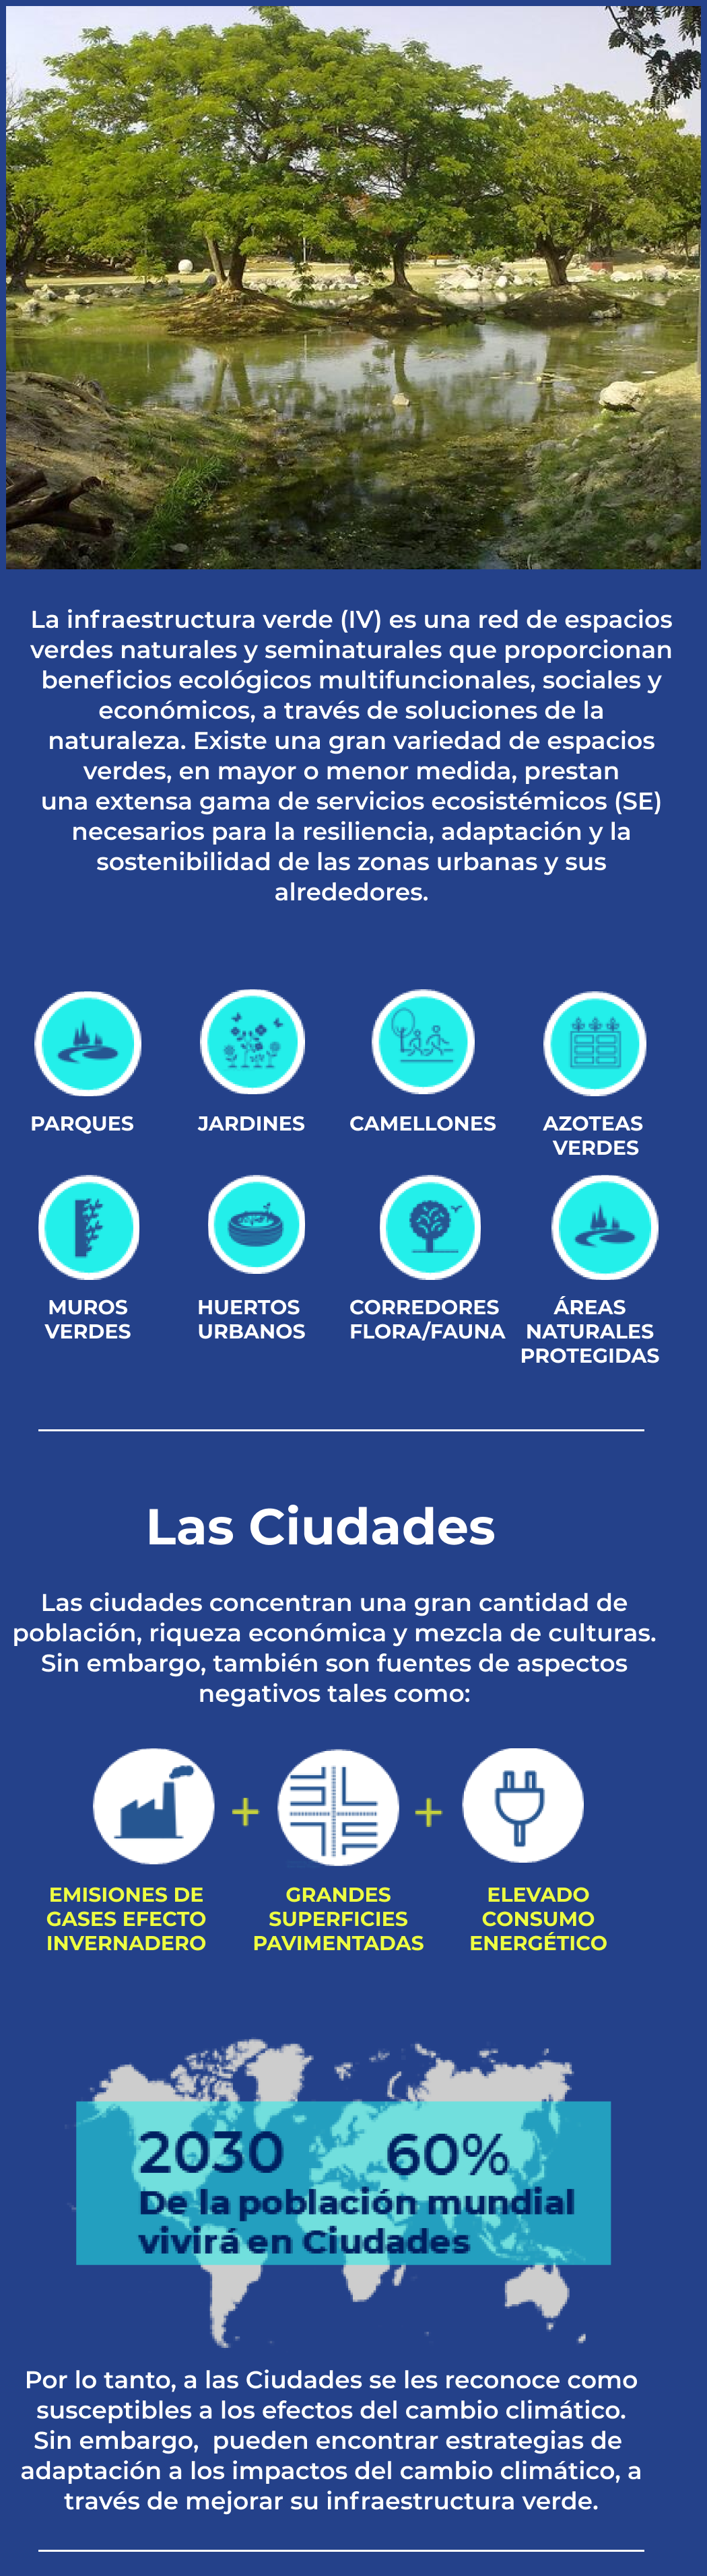 La infraestructura verde (IV) es una red de espacios
verdes naturales y seminaturales que proporcionan
beneficios ecológicos multifuncionales, sociales y
económicos, a través de soluciones de la
naturaleza. Existe una gran variedad de espacios
verdes, en mayor o menor medida, prestan
una extensa gama de servicios ecosistémicos (SE)
necesarios para la resiliencia, adaptación y la
sostenibilidad de las zonas urbanas y sus
alrededores.
PARQUES
JARDINES
CAMELLONES
AZOTEAS
VERDES
MUROS
VERDES
HUERTOS
URBANOS
CORREDORES
FLORA/FAUNA
ÁREAS
NATURALES
PROTEGIDAS
Las Ciudades
Las ciudades concentran una gran cantidad de
población, riqueza económica y mezcla de culturas.
Sin embargo, también son fuentes de aspectos
negativos tales como:
+ +
EMISIONES DE
GASES EFECTO
INVERNADERO
GRANDES
SUPERFICIES
PAVIMENTADAS
ELEVADO
CONSUMO
ENERGÉTICO
2030 60%
De la población mundial
vivirá en Ciudades
Por lo tanto, a las Ciudades se les reconoce como
susceptibles a los efectos del cambio climático.
Sin embargo, pueden encontrar estrategias de
adaptación a los impactos del cambio climático, a
través de mejorar su infraestructura verde.